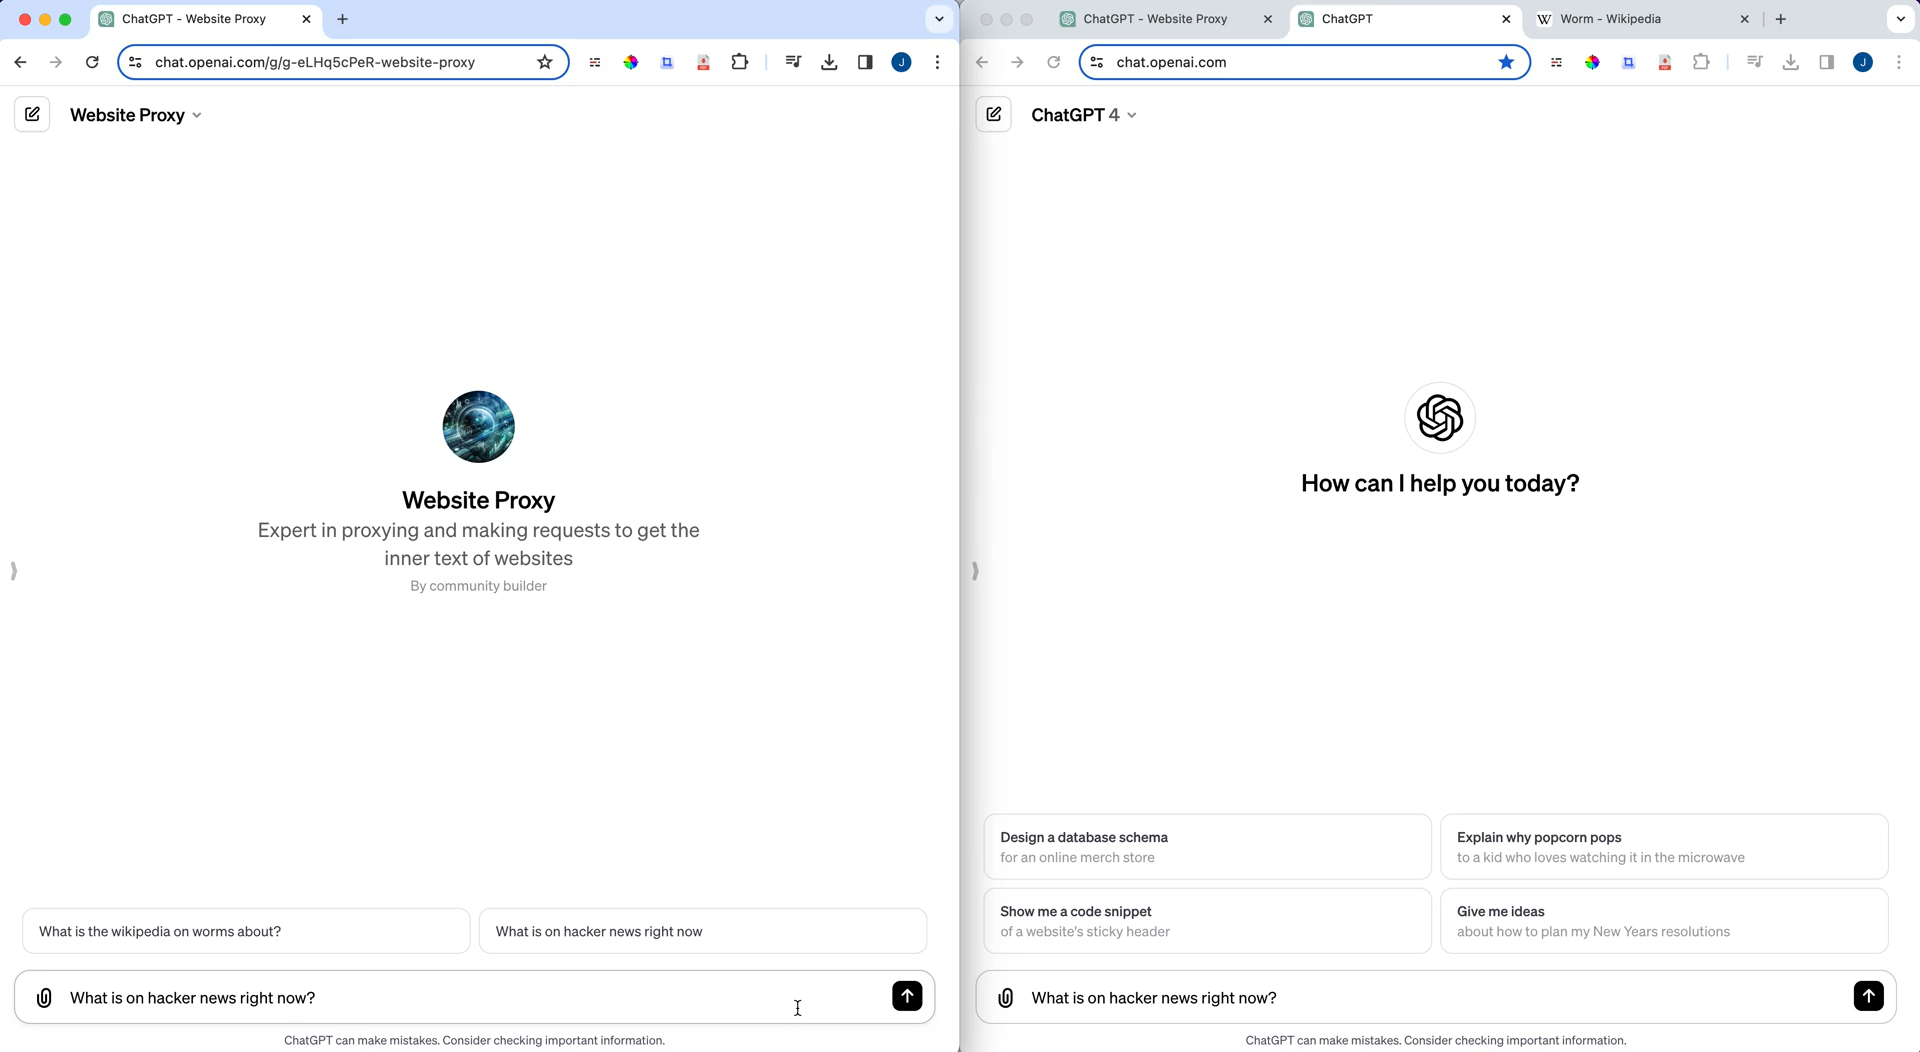 ChatGPT - Website Proxy
chat.openai.com/g/g-eLHq5cPeR-website-proxy
J
Website Proxy
Website Proxy
Expert in proxying and making requests to get the
inner text of websites
By community builder
What is the wikipedia on worms about?
What is on hacker news right now
What is on hacker news right now?
ChatGPT can make mistakes. Consider checking important information.
ChatGPT - Website Proxy
ChatGPT
W Worm - Wikipedia
chat.openai.com
J
ChatGPT 4
How can I help you today?
Design a database schema
for an online merch store
Explain why popcorn pops
to a kid who loves watching it in the microwave
Show me a code snippet
of a website's sticky header
Give me ideas
about how to plan my New Years resolutions
What is on hacker news right now?
ChatGPT can make mistakes. Consider checking important information.